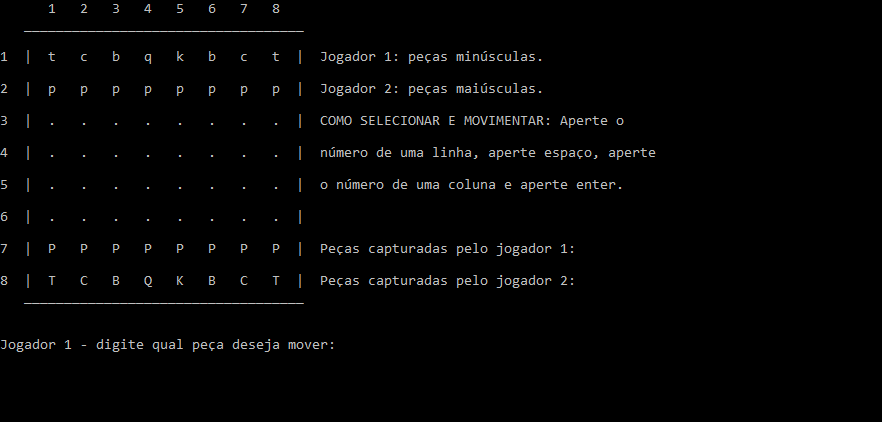 1 2 3 4 5 6 7 8
1 | t c b q k b c t | Jogador 1: peças minúsculas.
2 | p p p p p p p p | Jogador 2: peças maiúsculas.
3 | . . . . . . . . | COMO SELECIONAR E MOVIMENTAR: Aperte o
4 | . . . . . . . . | número de uma linha, aperte espaço, aperte
5 | . . . . . . . . | o número de uma coluna e aperte enter.
6 | . . . . . . . . |
7 | P P P P P P P P | Peças capturadas pelo jogador 1:
8 | T C B Q K B C T | Peças capturadas pelo jogador 2:
Jogador 1 - digite qual peça deseja mover: